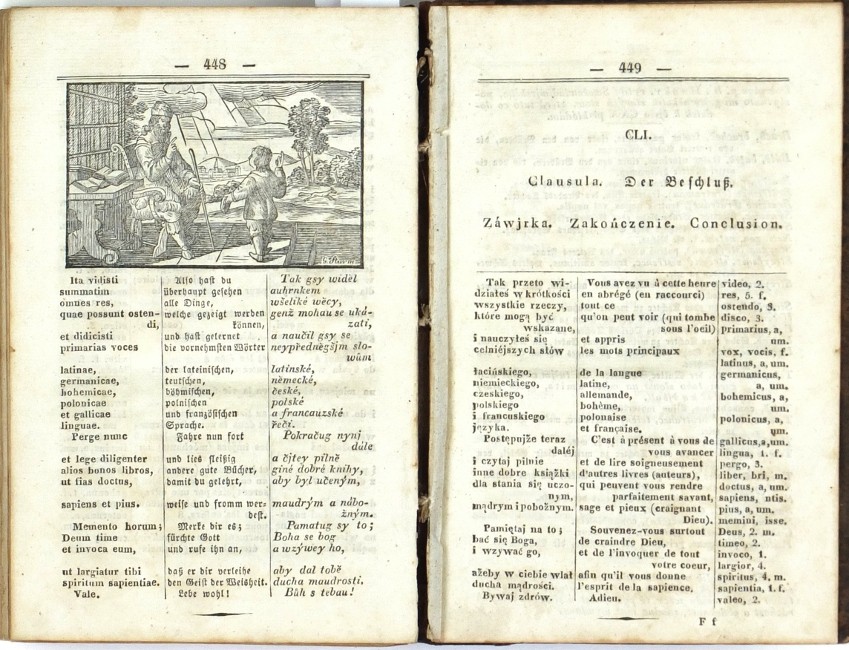 — 448 —
Ita vidisti
summatim
omnes res,
quae possunt osten-
di,
et didicisti
primarias voces
latinae,
germanicae,
bohemicae,
polonicae
et gallicae
linguae.
Perge nunc
et lege diligenter
alios bonos libros,
ut fias doctus,
sapiens et pius.
Memento horum;
Deum time
et invoca eum,
ut largiatur tibi
spiritum sapientiae.
Vale.
Also hast du
überhaupt gesehen
alle Dinge,
welche gezeigt werden
können,
und hast gelernet
die vornehmsten Wörter
der lateinischen,
teutschen,
böhmischen,
polnischen
und französischen
Sprache.
Fahre nun fort
und lies fleißig
andere gute Bücher,
damit du gelehrt,
weise und fromm wer-
dest.
Merke dir es;
fürchte Gott
und rufe ihn an,
daß er dir verleihe
den Geist der Weisheit.
Lebe wohl!
Tak gsy widěl
auhrnkem
wšeliké wěcy,
genž mohau se uká-
zati,
a naučil gsy se
neypředněgšjm slo-
wům
latinské,
německé,
české,
polské
a francauzské
řeči.
Pokračug nynj
dále
a čjtey pilně
giné dobré knihy,
aby byl učeným,
maudrým a nábo-
žným.
Pamatug sy to;
Boha se bog
a wzýwey ho,
aby dal tobě
ducha maudrosti.
Bůh s tebau!
— 449 —
CLI.
Clausula. Der Beschluß.
Záwjrka. Zakończenie. Conclusion.
Tak przeto wi-
działeś w krótkości
wszystkie rzeczy,
które mogą być
wskazane,
i nauczyłeś się
celniéjszych słów
łacińskiego,
niemieckiego,
czeskiego,
polskiego
i francuskiego
języka.
Postępujże teraz
daléj
i czytaj pilnie
inne dobre książki
dla stania się uczo-
nym,
mądrym i pobożnym.
Pamiętaj na to;
bać się Boga,
i wzywać go,
ażeby w ciebie wlał
ducha mądrości.
Bywaj zdrów.
Vous avez vu à cette heure
en abrégé (en raccourci)
tout ce
qu'on peut voir (qui tombe
sous l'oeil)
et appris
les mots principaux
de la langue
latine,
allemande,
bohème,
polonaise
et française.
C'est à présent à vous de
vous avancer
et de lire soigneusement
d'autres livres (auteurs),
qui peuvent vous rendre
parfaitement savant,
sage et pieux (craignant
Dieu).
Souvenez-vous surtout
de craindre Dieu,
et de l'invoquer de tout
votre coeur,
afin qu'il vous donne
l'esprit de la sapience.
Adieu.
video, 2.
res, 5. f.
ostendo, 3.
disco, 3.
primarius, a,
um.
vox, vocis, f.
latinus, a, um.
germanicus,
a, um.
bohemicus, a,
um.
polonicus, a,
um.
gallicus, a, um.
lingua, 1. f.
pergo, 3.
liber, bri, m.
doctus, a, um.
sapiens, ntis.
pius, a, um.
memini, isse.
Deus, 2. m.
timeo, 2.
invoco, 1.
largior, 4.
spiritus, 4. m.
sapientia, 1. f.
valeo, 2.
F f